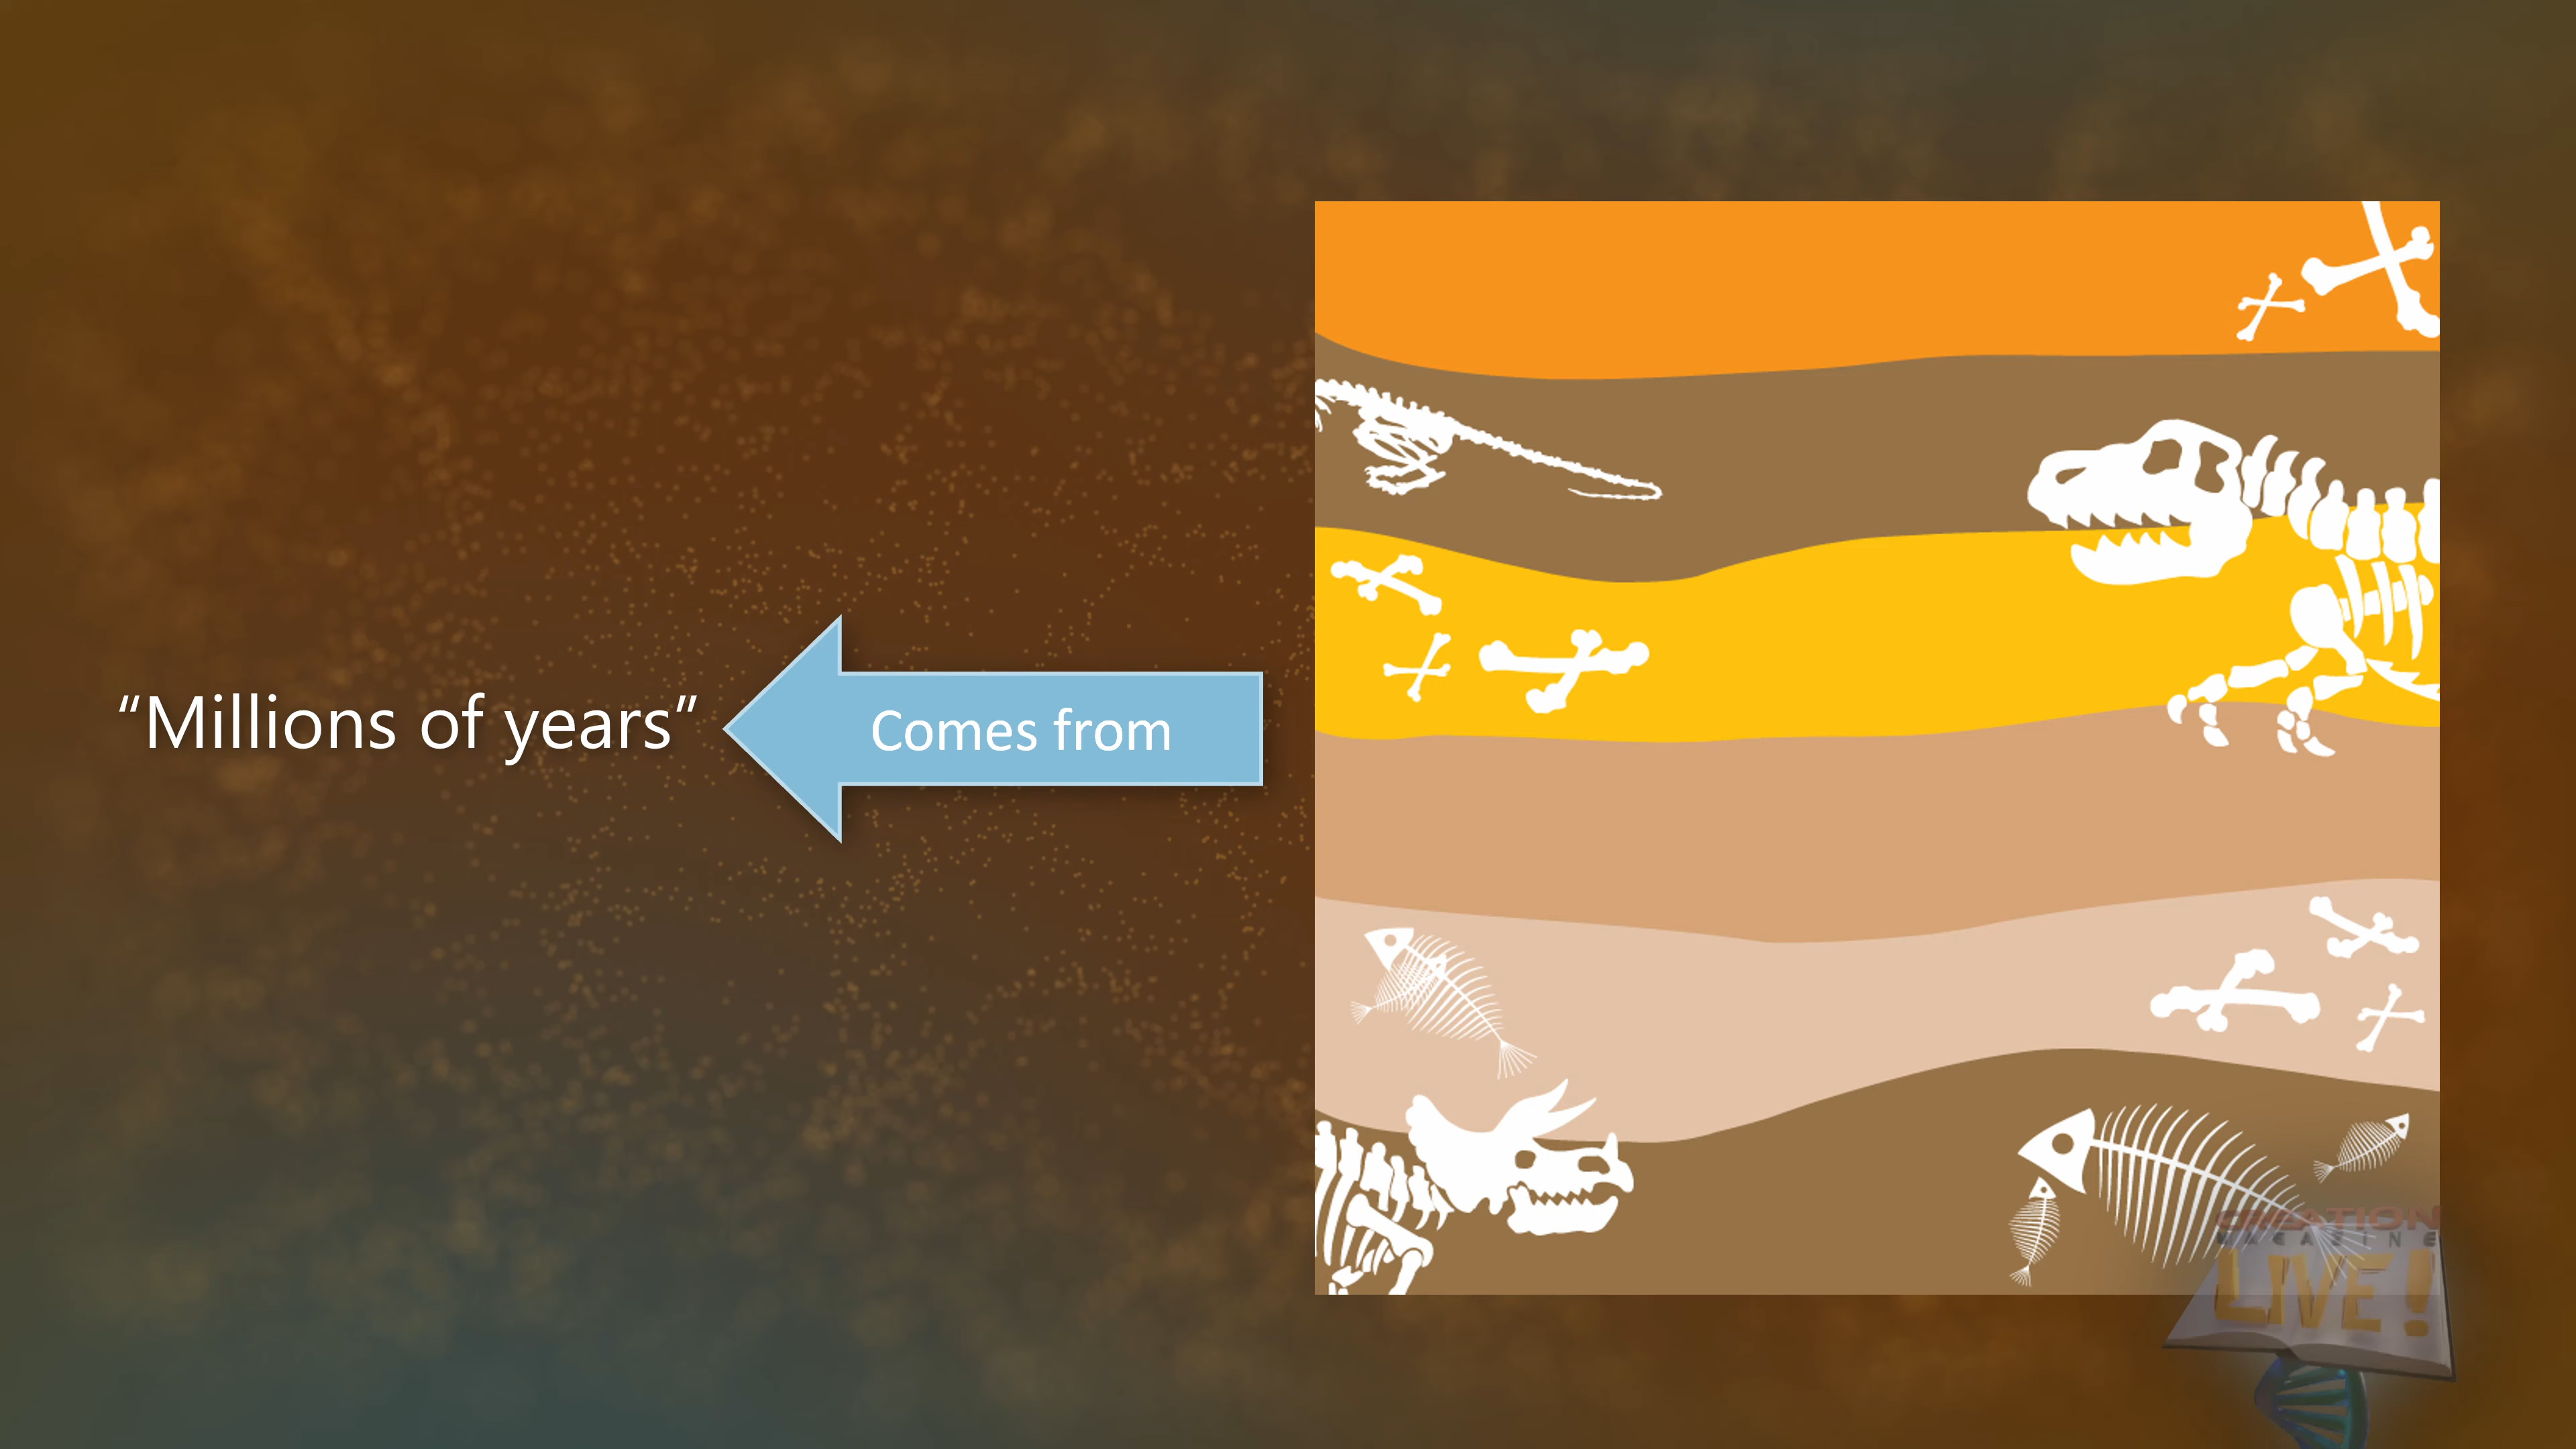 “Millions of years”
Comes from
CREATION
MAGAZINE
LIVE!